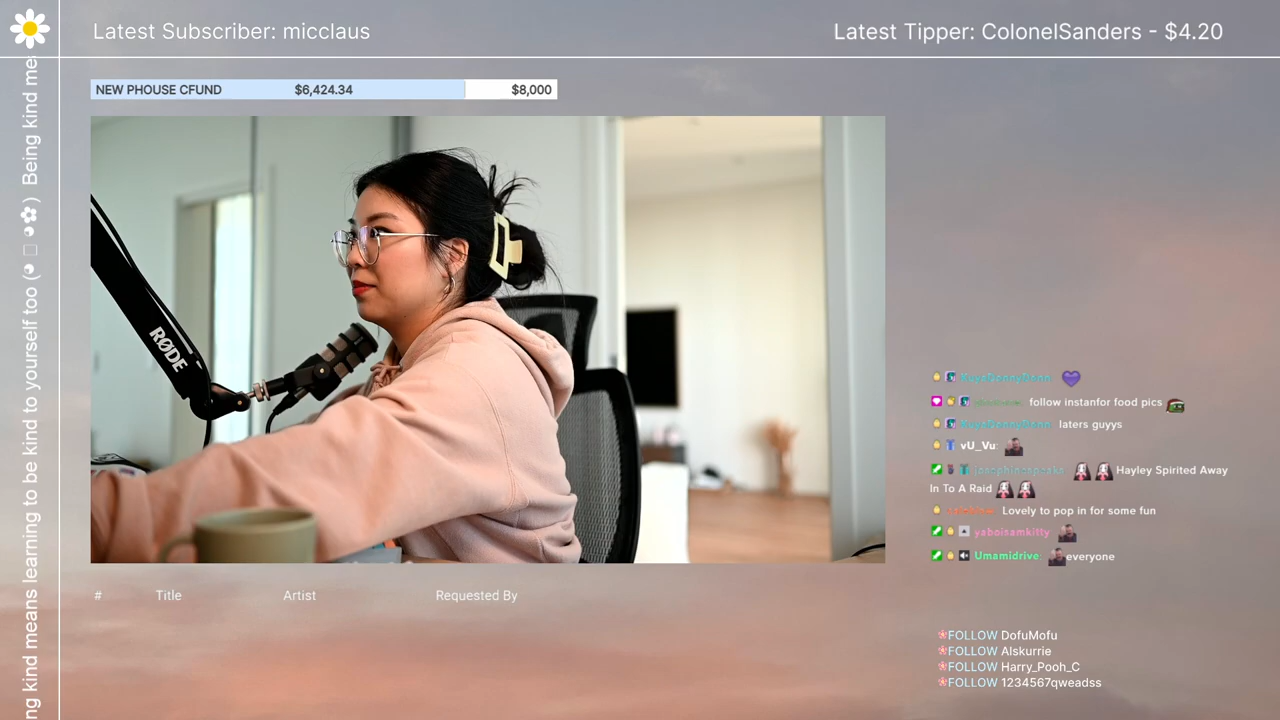 Latest Subscriber: micclaus
Latest Tipper: ColonelSanders - $4.20
NEW PHOUSE CFUND $6,424.34 $8,000
ng kind means learning to be kind to yourself too ( ) Being kind me
RØDE
follow instanfor food pics
laters guyys
vU_Vu:
Hayley Spirited Away
In To A Raid
Lovely to pop in for some fun
yaboisamkitty
Umamidrive: everyone
# Title Artist Requested By
FOLLOW DofuMofu
FOLLOW Alskurrie
FOLLOW Harry_Pooh_C
FOLLOW 1234567qweadss